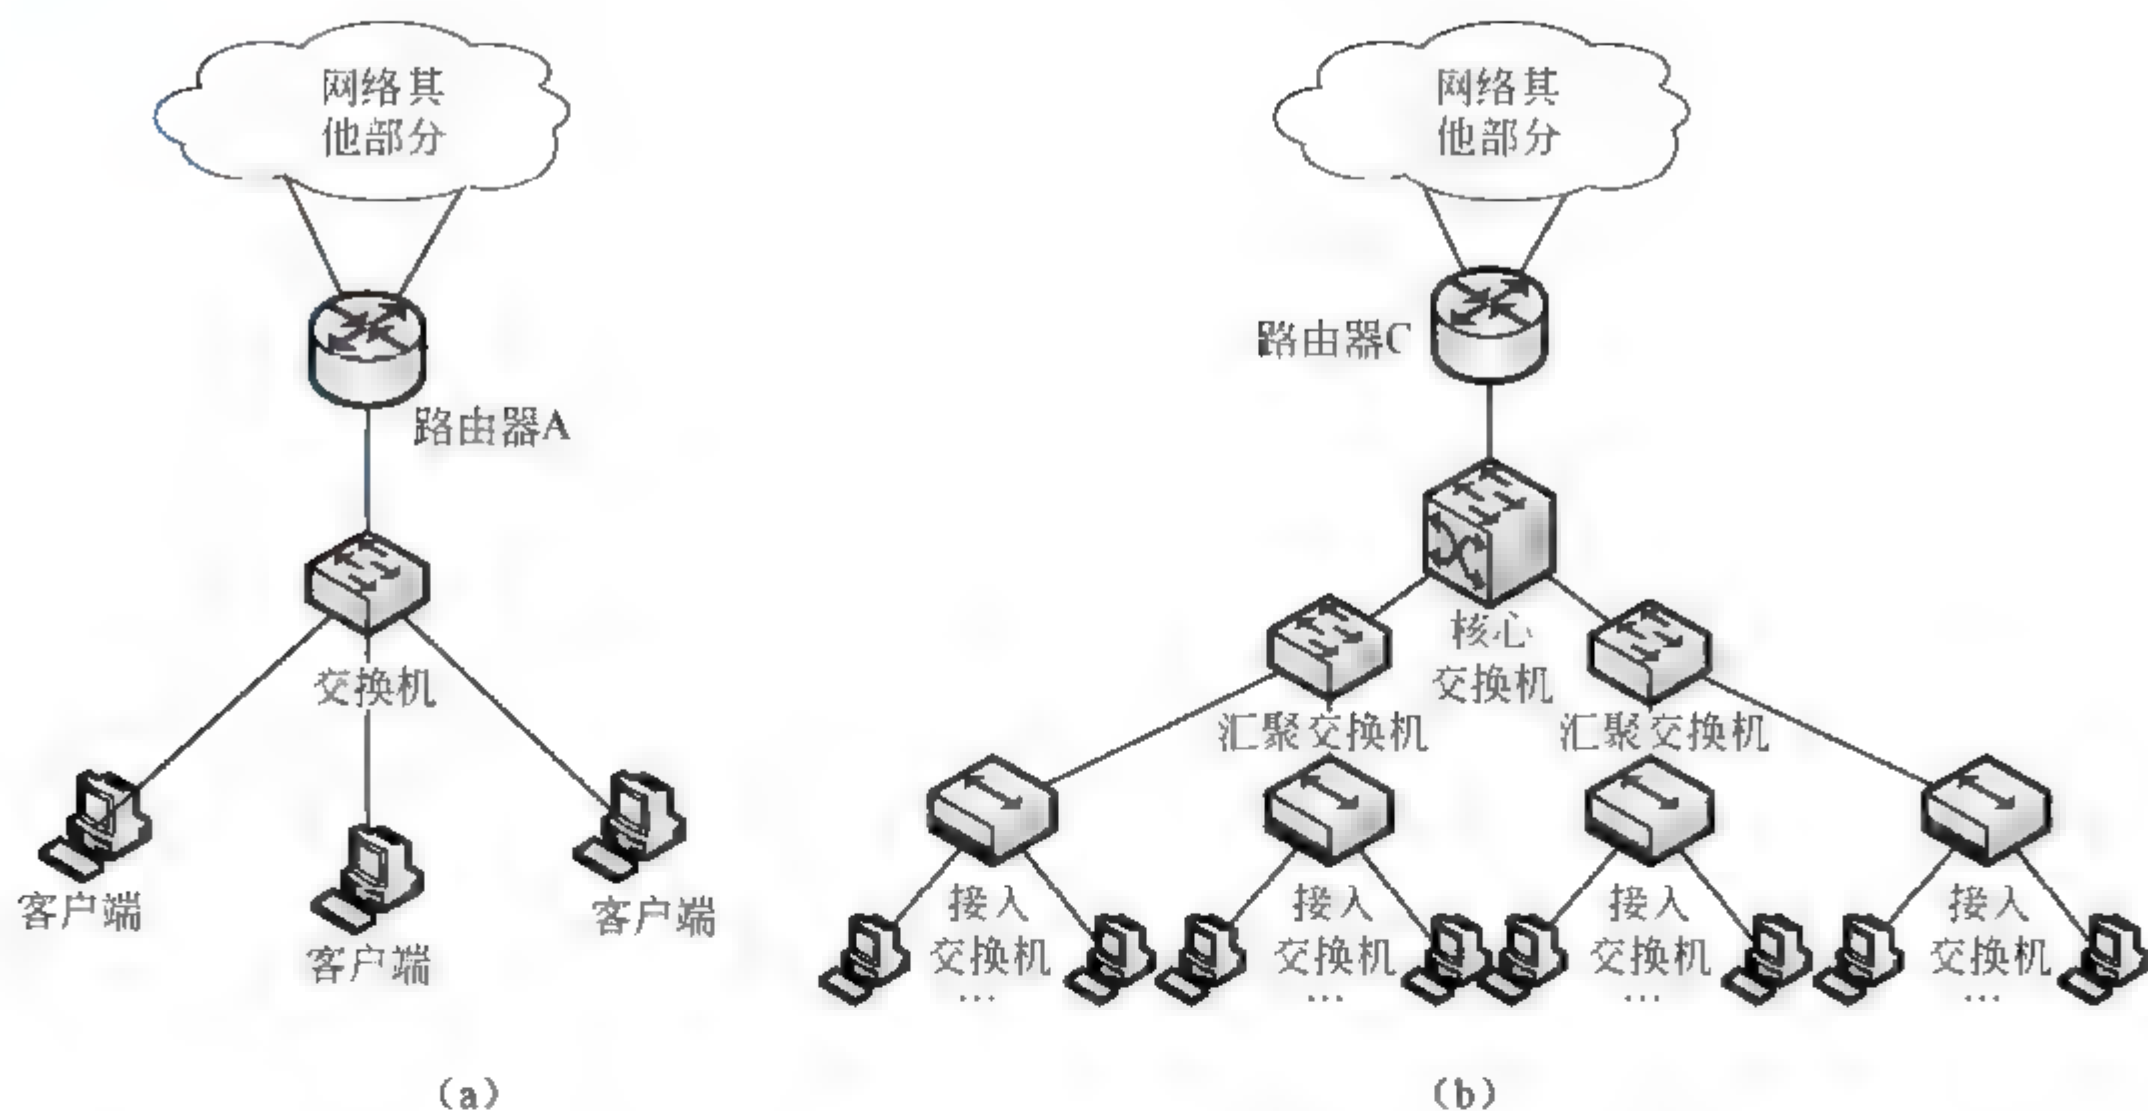 网络其
他部分
路由器A
交换机
客户端
客户端
客户端
(a)
网络其
他部分
路由器C
核心
交换机
汇聚交换机
汇聚交换机
接入
交换机
...
接入
交换机
...
接入
交换机
...
接入
交换机
...
(b)